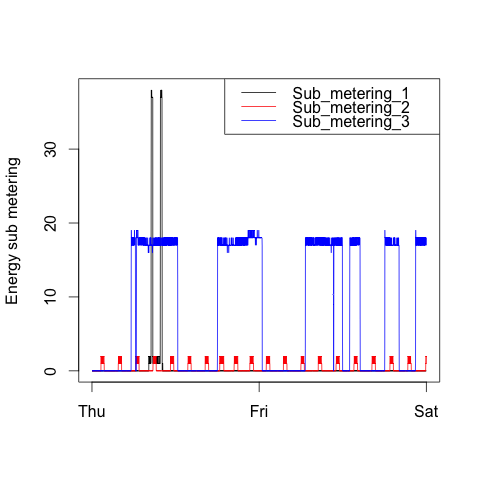 Sub_metering_1
Sub_metering_2
Sub_metering_3
Energy sub metering
30
20
10
0
Thu Fri Sat